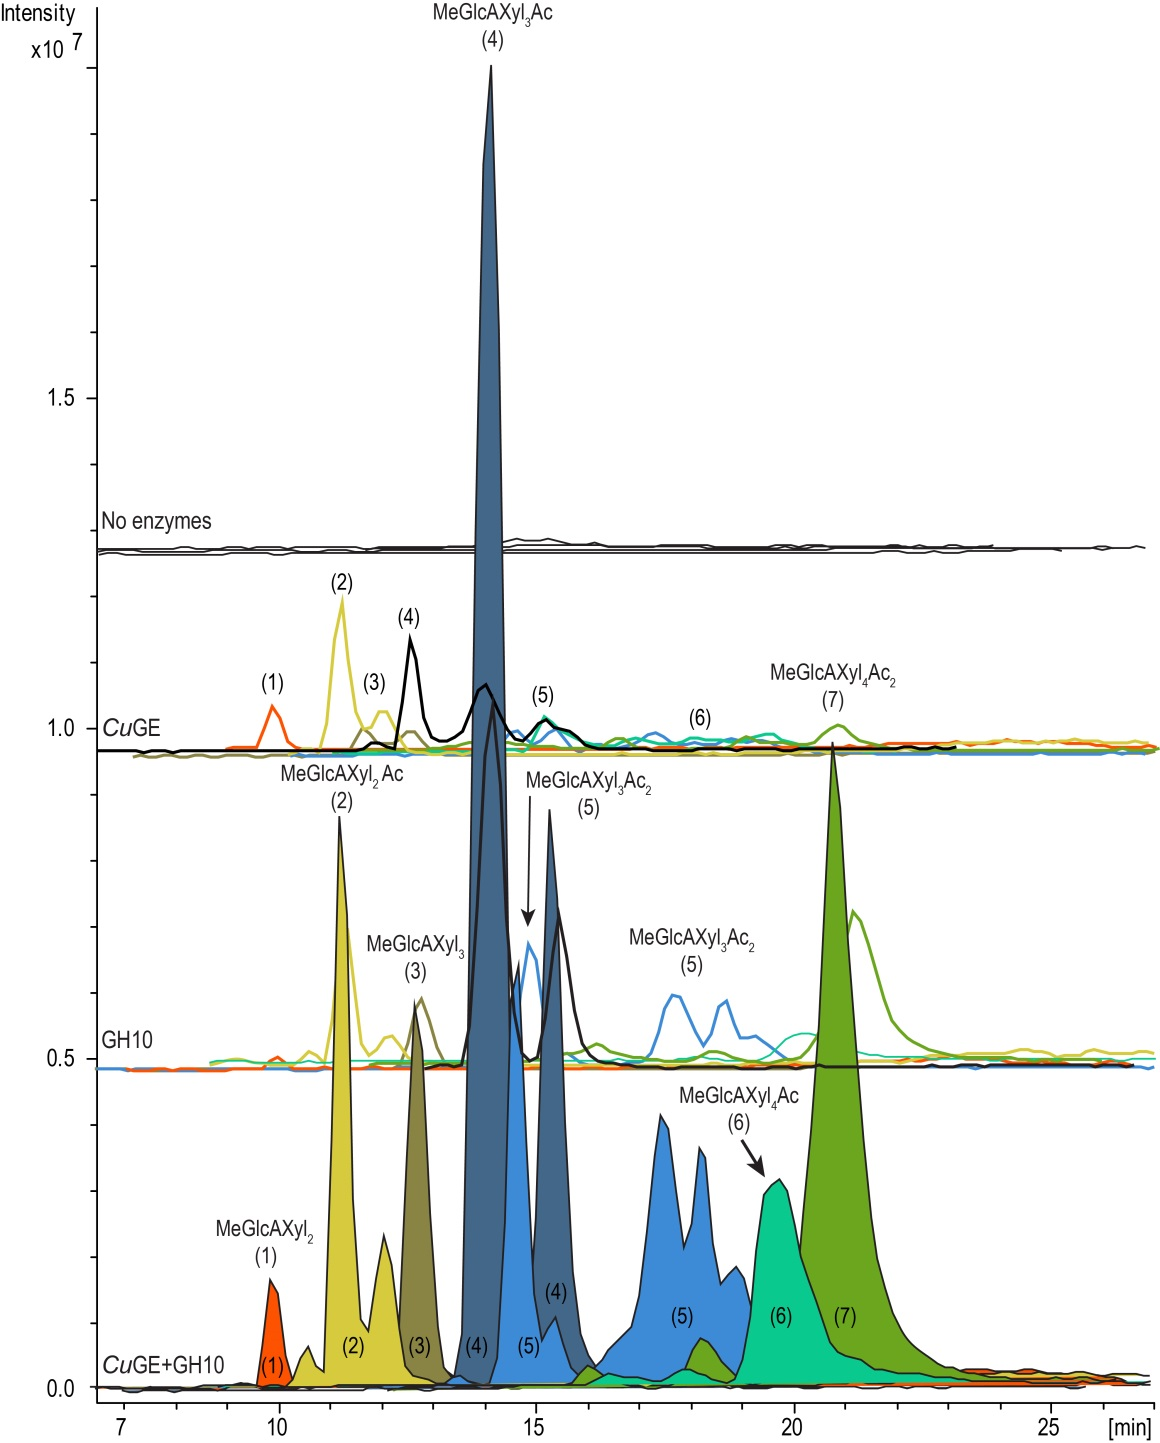 Intensity
x10 7
MeGlcAXyl3Ac
(4)
1.5
No enzymes
(2)
(4)
(1)
(3)
(5)
(6)
MeGlcAXyl4Ac2
(7)
1.0
CuGE
MeGlcAXyl2 Ac
(2)
MeGlcAXyl3Ac2
(5)
MeGlcAXyl3
(3)
MeGlcAXyl3Ac2
(5)
GH10
0.5
MeGlcAXyl4Ac
(6)
MeGlcAXyl2
(1)
(4)
(5)
(6)
(7)
(2)
(3)
(4)
(5)
(1)
CuGE+GH10
0.0
7
10
15
20
25
[min]